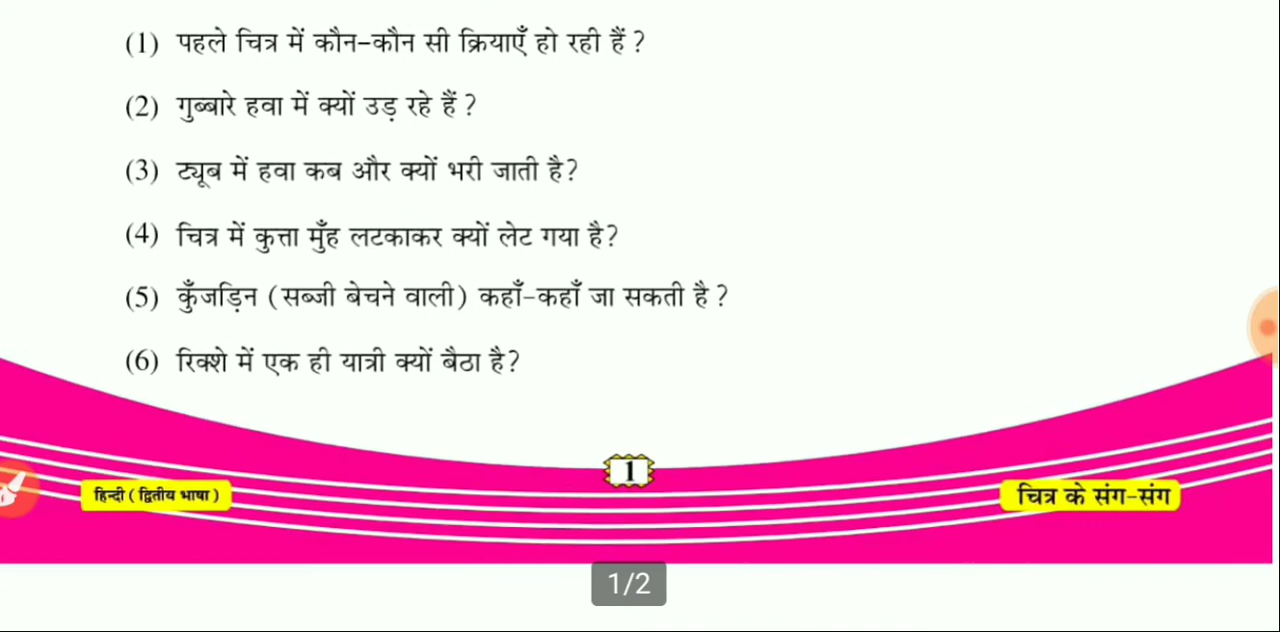 (1) पहले चित्र में कौन-कौन सी क्रियाएँ हो रही हैं ?
(2) गुब्बारे हवा में क्यों उड़ रहे हैं ?
(3) ट्यूब में हवा कब और क्यों भरी जाती है?
(4) चित्र में कुत्ता मुँह लटकाकर क्यों लेट गया है?
(5) कुँजड़िन (सब्जी बेचने वाली) कहाँ-कहाँ जा सकती है ?
(6) रिक्शे में एक ही यात्री क्यों बैठा है?
1
हिन्दी ( द्वितीय भाषा )
चित्र के संग-संग
1/2